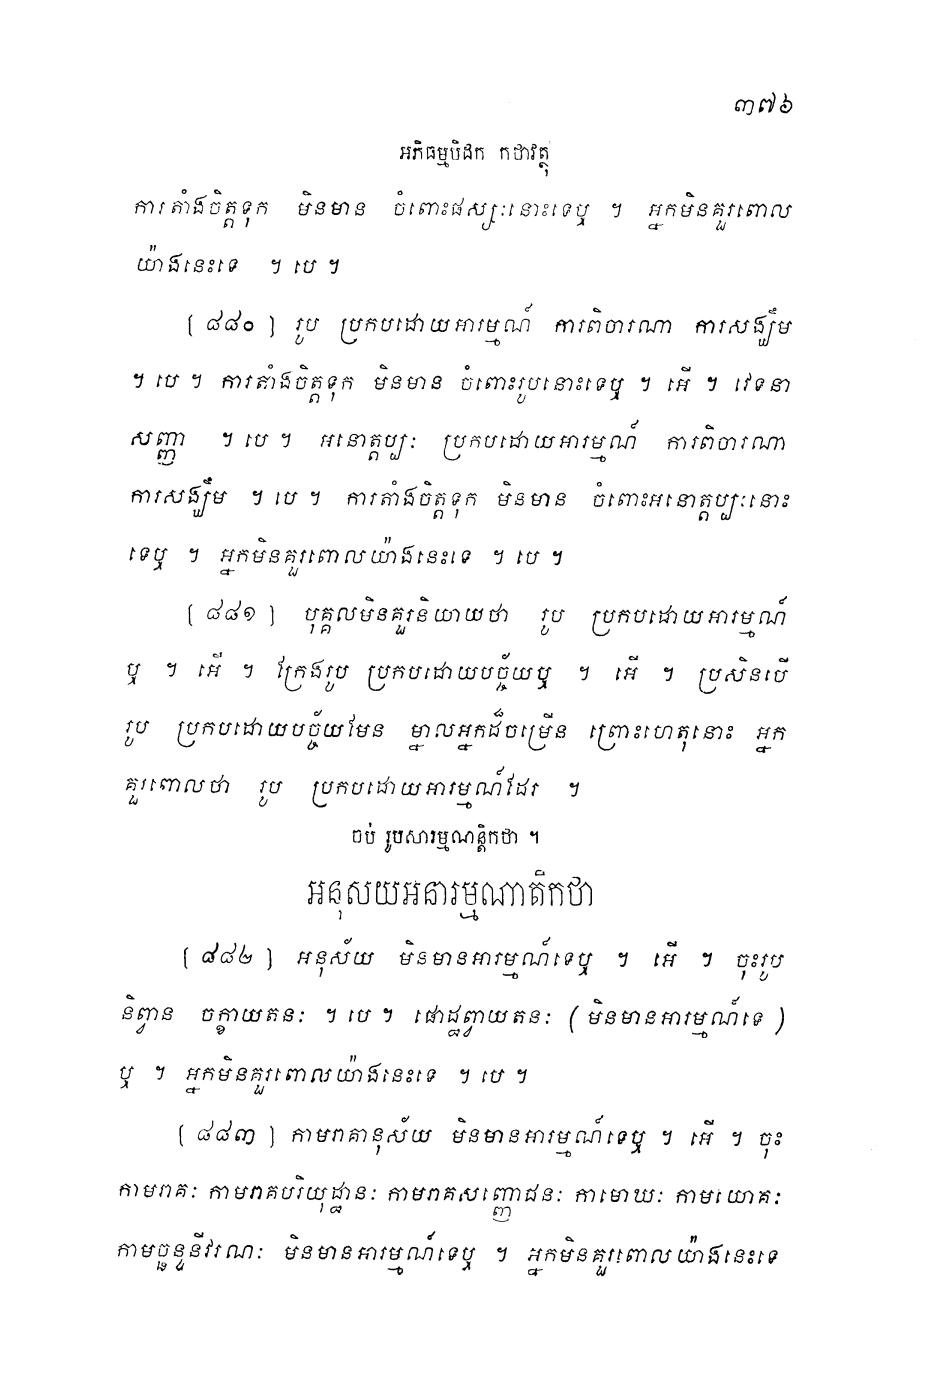 ៣៧៦
អភិធម្មបិដក កថាវត្ថុ
ការតាំងចិត្តទុក មិនមាន ចំពោះផស្សៈនោះទេឬ ។ អ្នកមិនគួរពោល
យ៉ាងនេះទេ ។ បេ ។
[ ៨៨០ ] រូប ប្រកបដោយអារម្មណ៍ ការពិចារណា ការសង្ឃឹម
។ បេ ។ ការតាំងចិត្តទុក មិនមាន ចំពោះរូបនោះទេឬ ។ អើ ។ វេទនា
សញ្ញា ។ បេ ។ អនោត្តប្បៈ ប្រកបដោយអារម្មណ៍ ការពិចារណា
ការសង្ឃឹម ។ បេ ។ ការតាំងចិត្តទុក មិនមាន ចំពោះអនោត្តប្បៈនោះ
ទេឬ ។ អ្នកមិនគួរពោលយ៉ាងនេះទេ ។ បេ ។
[ ៨៨១ ] បុគ្គលមិនគួរនិយាយថា រូប ប្រកបដោយអារម្មណ៍
ឬ ។ អើ ។ ក្រែងរូប ប្រកបដោយបច្ច័យឬ ។ អើ ។ ប្រសិនបើ
រូប ប្រកបដោយបច្ច័យមែន ម្នាលអ្នកដ៏ចម្រើន ព្រោះហេតុនោះ អ្នក
គួរពោលថា រូប ប្រកបដោយអារម្មណ៍ដែរ ។
ចប់ រូបសារម្មណន្តិកថា ។
អនុសយអនារម្មណាតិកថា
[ ៨៨២ ] អនុស័យ មិនមានអារម្មណ៍ទេឬ ។ អើ ។ ចុះរូប
និព្វាន ចក្ខាយតនៈ ។ បេ ។ ផោដ្ឋព្វាយតនៈ ( មិនមានអារម្មណ៍ទេ )
ឬ ។ អ្នកមិនគួរពោលយ៉ាងនេះទេ ។ បេ ។
[ ៨៨៣ ] កាមរាគានុស័យ មិនមានអារម្មណ៍ទេឬ ។ អើ ។ ចុះ
កាមរាគៈ កាមរាគបរិយុដ្ឋានៈ កាមរាគសញ្ញោជនៈ កាមោឃៈ កាមយោគៈ
កាមច្ឆន្ទនីវរណៈ មិនមានអារម្មណ៍ទេឬ ។ អ្នកមិនគួរពោលយ៉ាងនេះទេ